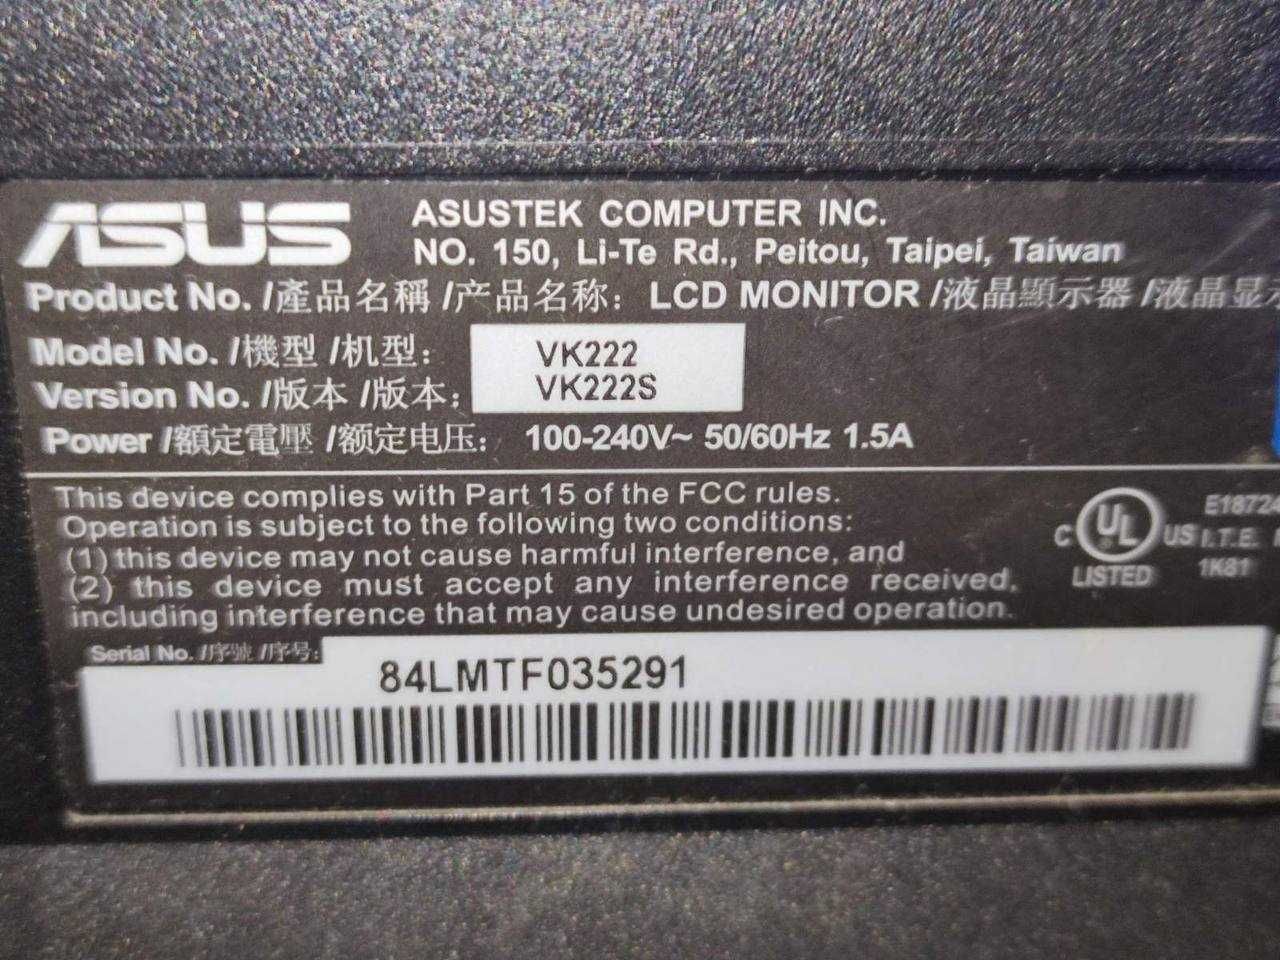 ASUS
ASUSTEK COMPUTER INC.
NO. 150, Li-Te Rd., Peitou, Taipei, Taiwan
Product No. /產品名稱 /产品名称: LCD MONITOR /液晶顯示器 /液晶显
Model No. /機型 /机型: VK222
Version No. /版本 /版本: VK222S
Power /額定電壓 /额定电压: 100-240V~ 50/60Hz 1.5A
This device complies with Part 15 of the FCC rules.
Operation is subject to the following two conditions:
(1) this device may not cause harmful interference, and
(2) this device must accept any interference received,
including interference that may cause undesired operation.
C UL US
LISTED
E18724
I.T.E.
1K81
Serial No. /序號 /序号:
84LMTF035291